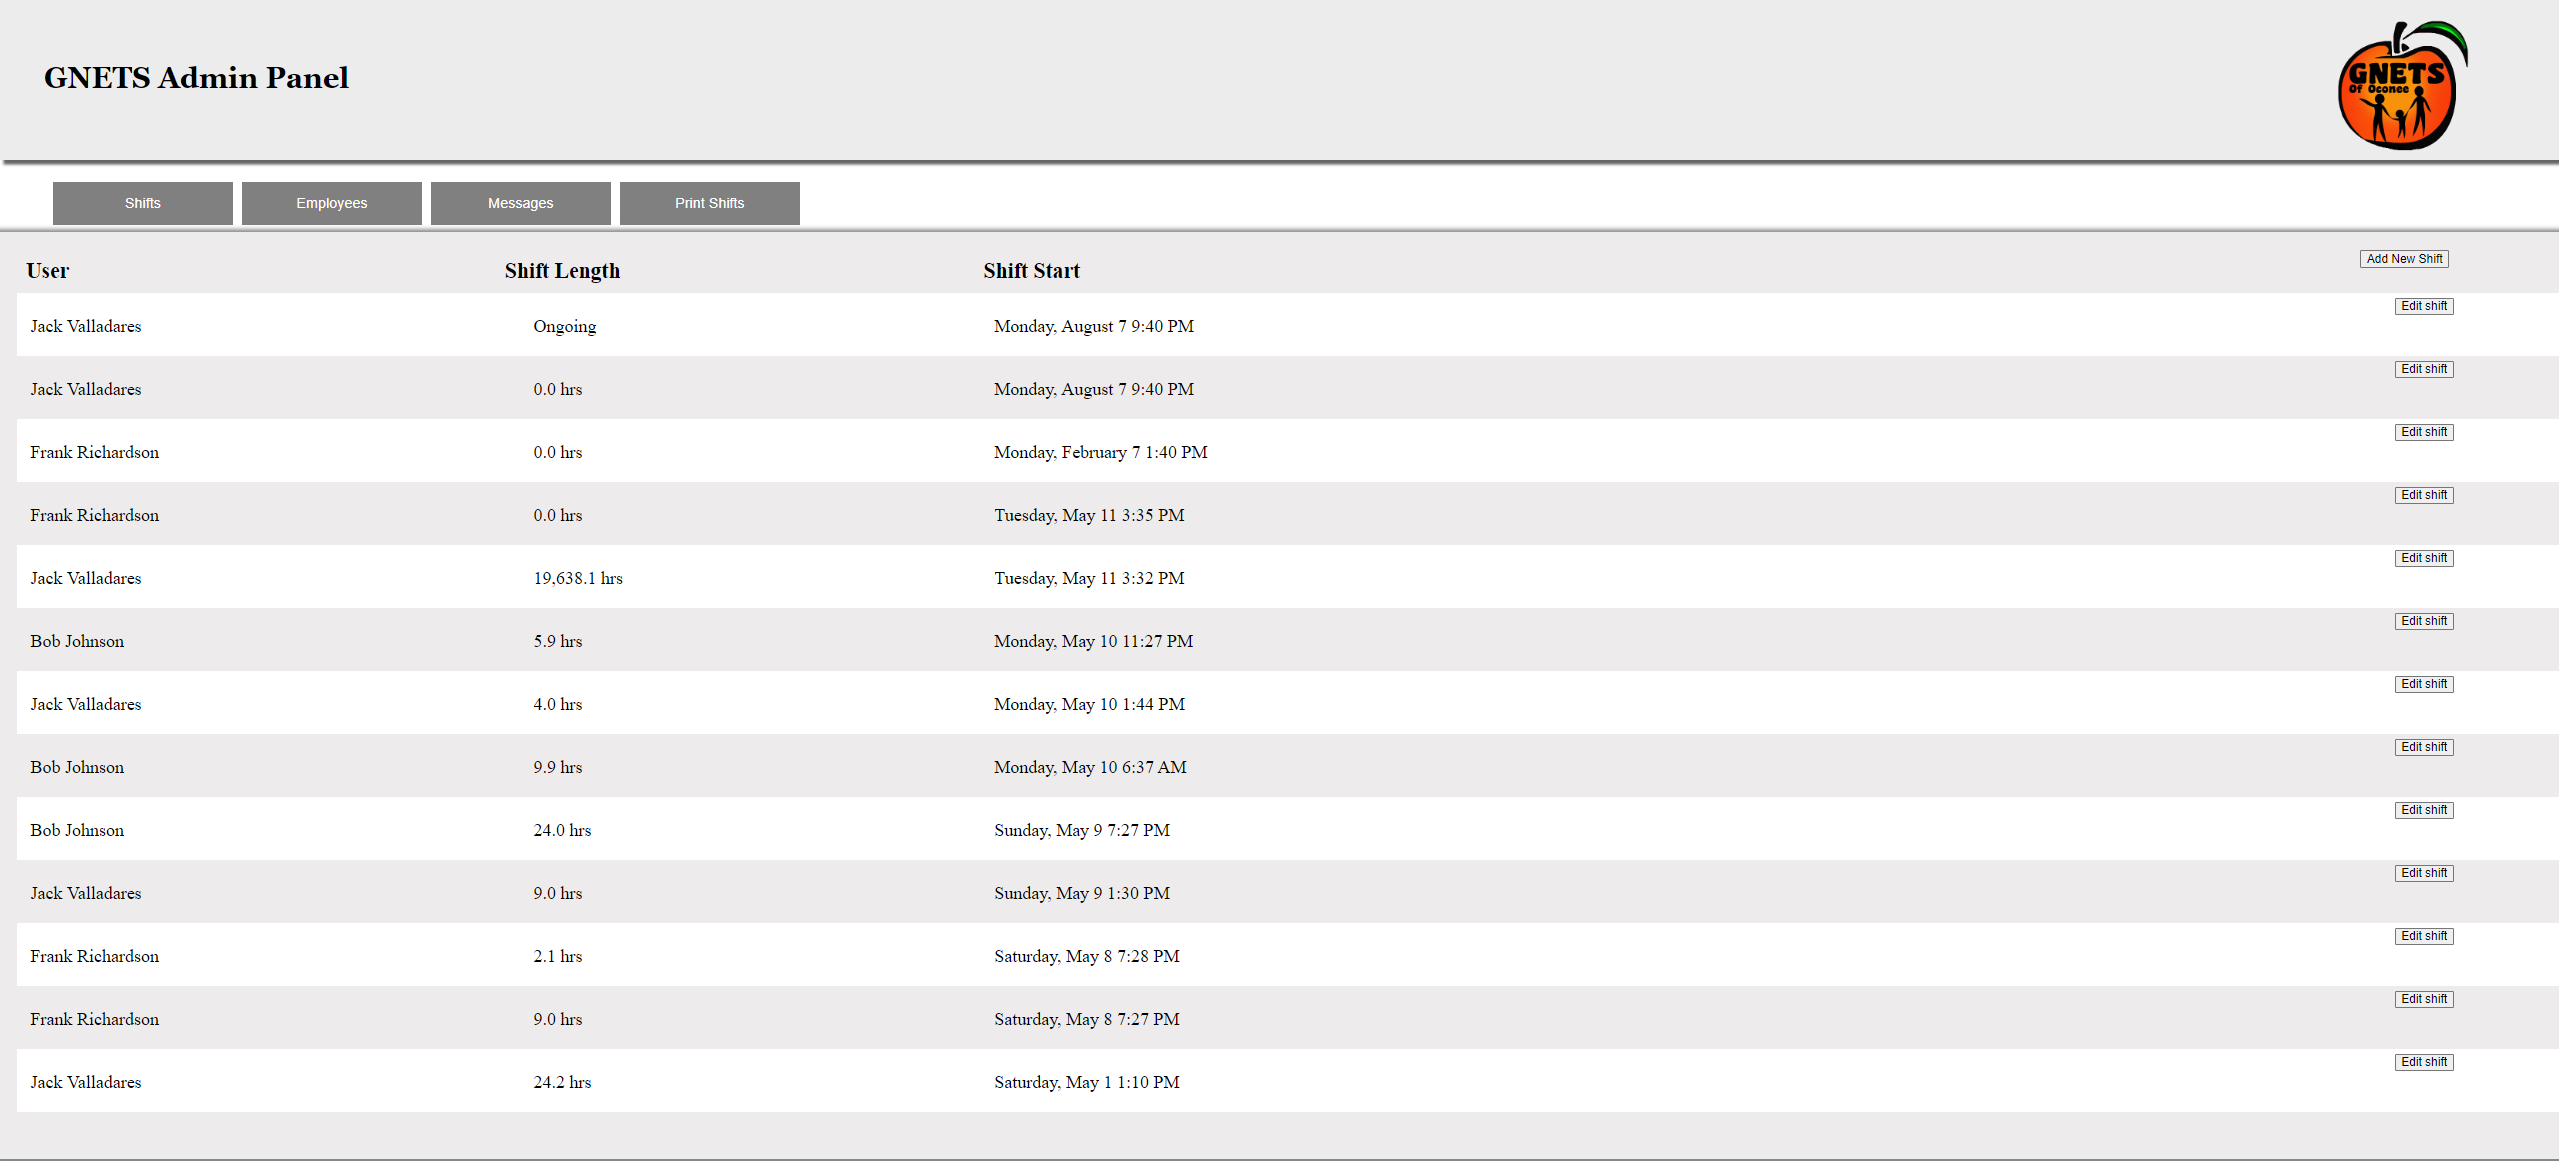 GNETS Admin Panel
GNETS
Of Oconee
Shifts Employees Messages Print Shifts
User Shift Length Shift Start Add New Shift
Jack Valladares Ongoing Monday, August 7 9:40 PM Edit shift
Jack Valladares 0.0 hrs Monday, August 7 9:40 PM Edit shift
Frank Richardson 0.0 hrs Monday, February 7 1:40 PM Edit shift
Frank Richardson 0.0 hrs Tuesday, May 11 3:35 PM Edit shift
Jack Valladares 19,638.1 hrs Tuesday, May 11 3:32 PM Edit shift
Bob Johnson 5.9 hrs Monday, May 10 11:27 PM Edit shift
Jack Valladares 4.0 hrs Monday, May 10 1:44 PM Edit shift
Bob Johnson 9.9 hrs Monday, May 10 6:37 AM Edit shift
Bob Johnson 24.0 hrs Sunday, May 9 7:27 PM Edit shift
Jack Valladares 9.0 hrs Sunday, May 9 1:30 PM Edit shift
Frank Richardson 2.1 hrs Saturday, May 8 7:28 PM Edit shift
Frank Richardson 9.0 hrs Saturday, May 8 7:27 PM Edit shift
Jack Valladares 24.2 hrs Saturday, May 1 1:10 PM Edit shift